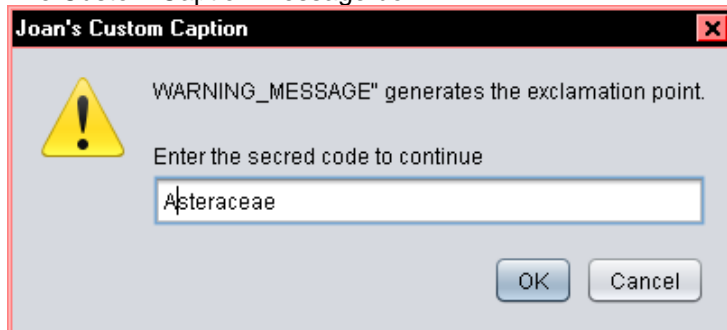 Joan's Custom Caption
WARNING_MESSAGE" generates the exclamation point.
Enter the secred code to continue
Asteraceae
OK Cancel